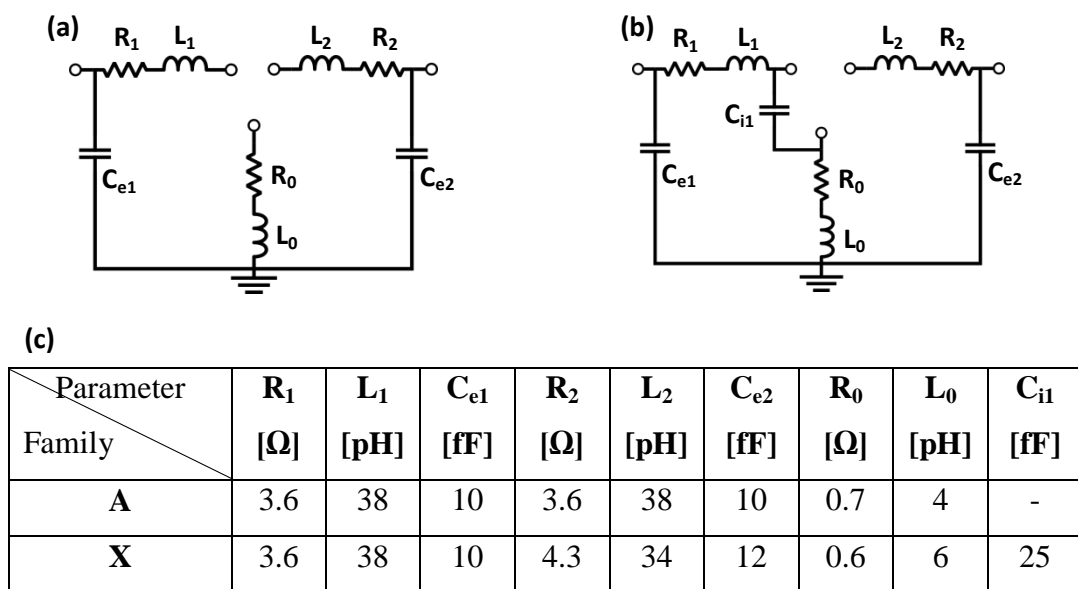 (a)
R1 L1 L2 R2
Ce1 R0 Ce2
L0
(b)
R1 L1 L2 R2
Ci1
Ce1 R0 Ce2
L0
(c)
Parameter Family R1 [Ω] L1 [pH] Ce1 [fF] R2 [Ω] L2 [pH] Ce2 [fF] R0 [Ω] L0 [pH] Ci1 [fF]
A 3.6 38 10 3.6 38 10 0.7 4 -
X 3.6 38 10 4.3 34 12 0.6 6 25